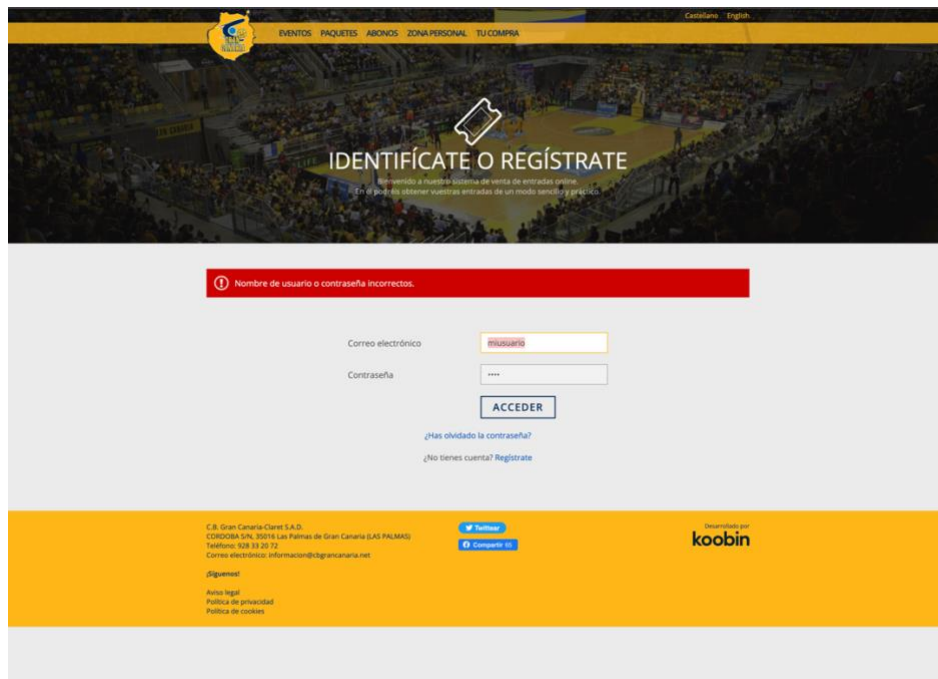 Castellano English
EVENTOS PAQUETES ABONOS ZONA PERSONAL TU COMPRA
IDENTIFÍCATE O REGÍSTRATE
Bienvenido a nuestro sistema de venta de entradas online.
En el podréis obtener vuestras entradas de un modo sencillo y práctico.
Nombre de usuario o contraseña incorrectos.
Correo electrónico miusuario
Contraseña ····
ACCEDER
¿Has olvidado la contraseña?
¿No tienes cuenta? Regístrate
C.B. Gran Canaria-Claret S.A.D.
CORDOBA S/N, 35016 Las Palmas de Gran Canaria (LAS PALMAS)
Teléfono: 928 33 20 72
Correo electrónico: informacion@cbgrancanaria.net
¡Síguenos!
Aviso legal
Política de privacidad
Política de cookies
Twittear
Compartir
Desarrollado por
koobin